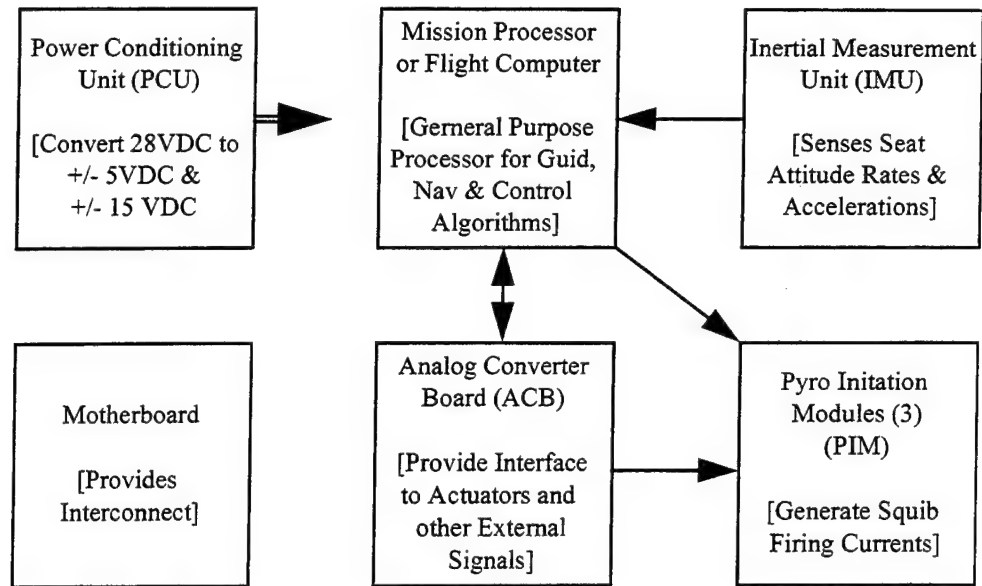 Power Conditioning
Unit (PCU)
[Convert 28VDC to
+/- 5VDC &
+/- 15 VDC
Mission Processor
or Flight Computer
[Gerneral Purpose
Processor for Guid,
Nav & Control
Algorithms]
Inertial Measurement
Unit (IMU)
[Senses Seat
Attitude Rates &
Accelerations]
Motherboard
[Provides
Interconnect]
Analog Converter
Board (ACB)
[Provide Interface
to Actuators and
other External
Signals]
Pyro Initation
Modules (3)
(PIM)
[Generate Squib
Firing Currents]